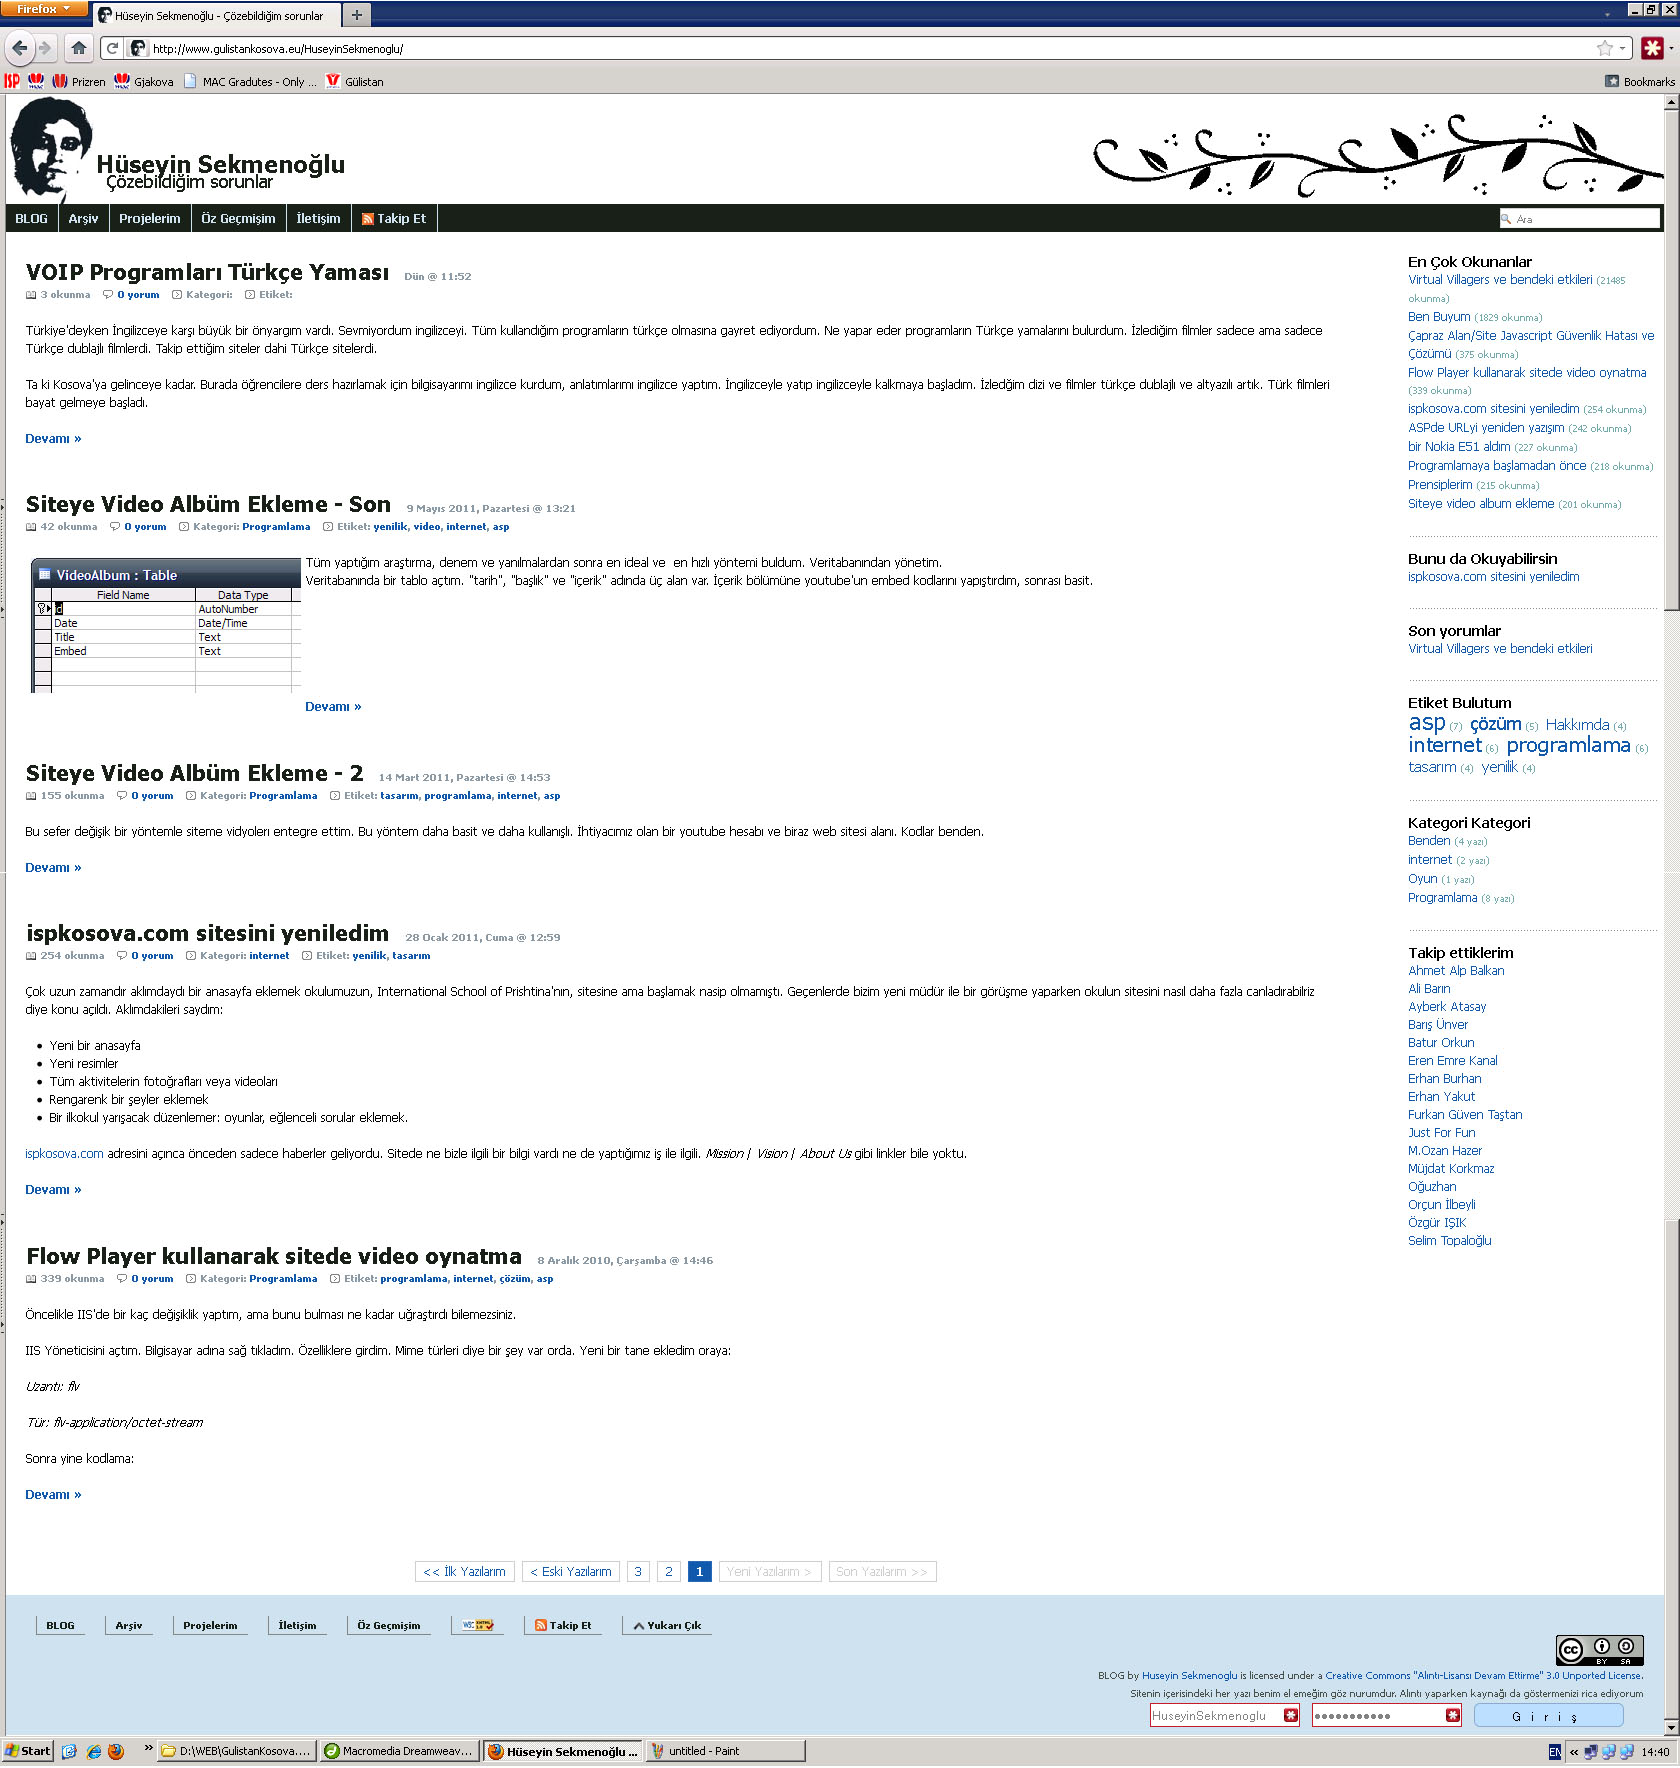 Firefox
Hüseyin Sekmenoğlu - Çözebildiğim sorunlar
http://www.gulistankosova.eu/HuseyinSekmenoglu/
ISP Prizren Gjakova MAC Gradutes - Only ... Gülistan Bookmarks
Hüseyin Sekmenoğlu
Çözebildiğim sorunlar
BLOG Arşiv Projelerim Öz Geçmişim İletişim Takip Et Ara
VOIP Programları Türkçe Yaması Dün @ 11:52
3 okunma 0 yorum Kategori: Etiket:
Türkiye'deyken İngilizceye karşı büyük bir önyargım vardı. Sevmiyordum ingilizceyi. Tüm kullandığım programların türkçe olmasına gayret ediyordum. Ne yapar eder programların Türkçe yamalarını bulurdum. İzlediğim filmler sadece ama sadece
Türkçe dublajlı filmlerdi. Takip ettiğim siteler dahi Türkçe sitelerdi.
Ta ki Kosova'ya gelinceye kadar. Burada öğrencilere ders hazırlamak için bilgisayarımı ingilizce kurdum, anlatımlarımı ingilizce yaptım. İngilizceyle yatıp ingilizceyle kalkmaya başladım. İzledğim dizi ve filmler türkçe dublajlı ve altyazılı artık. Türk filmleri
bayat gelmeye başladı.
Devamı »
Siteye Video Albüm Ekleme - Son 9 Mayıs 2011, Pazartesi @ 13:21
42 okunma 0 yorum Kategori: Programlama Etiket: yenilik, video, internet, asp
VideoAlbum : Table
Field Name Data Type
id AutoNumber
Date Date/Time
Title Text
Embed Text
Tüm yaptığım araştırma, denem ve yanılmalardan sonra en ideal ve en hızlı yöntemi buldum. Veritabanından yönetim.
Veritabanında bir tablo açtım. "tarih", "başlık" ve "içerik" adında üç alan var. İçerik bölümüne youtube'un embed kodlarını yapıştırdım, sonrası basit.
Devamı »
Siteye Video Albüm Ekleme - 2 14 Mart 2011, Pazartesi @ 14:53
155 okunma 0 yorum Kategori: Programlama Etiket: tasarım, programlama, internet, asp
Bu sefer değişik bir yöntemle siteme vidyoları entegre ettim. Bu yöntem daha basit ve daha kullanışlı. İhtiyacımız olan bir youtube hesabı ve biraz web sitesi alanı. Kodlar benden.
Devamı »
ispkosova.com sitesini yeniledim 28 Ocak 2011, Cuma @ 12:59
254 okunma 0 yorum Kategori: internet Etiket: yenilik, tasarım
Çok uzun zamandır aklımdaydı bir anasayfa eklemek okulumuzun, International School of Prishtina'nın, sitesine ama başlamak nasip olmamıştı. Geçenlerde bizim yeni müdür ile bir görüşme yaparken okulun sitesini nasıl daha fazla canladırabilriz
diye konu açıldı. Aklımdakileri saydım:
Yeni bir anasayfa
Yeni resimler
Tüm aktivitelerin fotoğrafları veya videoları
Rengarenk bir şeyler eklemek
Bir ilkokul yarışacak düzenlemer: oyunlar, eğlenceli sorular eklemek.
ispkosova.com adresini açınca önceden sadece haberler geliyordu. Sitede ne bizle ilgili bir bilgi vardı ne de yaptığımız iş ile ilgili. Mission | Vision | About Us gibi linkler bile yoktu.
Devamı »
Flow Player kullanarak sitede video oynatma 8 Aralık 2010, Çarşamba @ 14:46
339 okunma 0 yorum Kategori: Programlama Etiket: programlama, internet, çözüm, asp
Öncelikle IIS'de bir kaç değişiklik yaptım, ama bunu bulması ne kadar uğraştırdı bilemezsiniz.
IIS Yöneticisini açtım. Bilgisayar adına sağ tıkladım. Özelliklere girdim. Mime türleri diye bir şey var orda. Yeni bir tane ekledim oraya:
Uzantı: flv
Tür: flv-application/octet-stream
Sonra yine kodlama:
Devamı »
<< İlk Yazılarım < Eski Yazılarım 3 2 1 Yeni Yazılarım > Son Yazılarım >>
En Çok Okunanlar
Virtual Villagers ve bendeki etkileri (21485
okunma)
Ben Buyum (1829 okunma)
Çapraz Alan/Site Javascript Güvenlik Hatası ve
Çözümü (375 okunma)
Flow Player kullanarak sitede video oynatma
(339 okunma)
ispkosova.com sitesini yeniledim (254 okunma)
ASPde URLyi yeniden yazışım (242 okunma)
bir Nokia E51 aldım (227 okunma)
Programlamaya başlamadan önce (218 okunma)
Prensiplerim (215 okunma)
Siteye video album ekleme (201 okunma)
Bunu da Okuyabilirsin
ispkosova.com sitesini yeniledim
Son yorumlar
Virtual Villagers ve bendeki etkileri
Etiket Bulutum
asp (7) çözüm (5) Hakkımda (4)
internet (6) programlama (6)
tasarım (4) yenilik (4)
Kategori Kategori
Benden (4 yazı)
internet (2 yazı)
Oyun (1 yazı)
Programlama (8 yazı)
Takip ettiklerim
Ahmet Alp Balkan
Ali Barın
Ayberk Atasay
Barış Ünver
Batur Orkun
Eren Emre Kanal
Erhan Burhan
Erhan Yakut
Furkan Güven Taştan
Just For Fun
M.Ozan Hazer
Müjdat Korkmaz
Oğuzhan
Orçun İlbeyli
Özgür IŞIK
Selim Topaloğlu
BLOG Arşiv Projelerim İletişim Öz Geçmişim W3C Takip Et Yukarı Çık
cc BY SA
BLOG by Huseyin Sekmenoglu is licensed under a Creative Commons "Alıntı-Lisansı Devam Ettirme" 3.0 Unported License.
Sitenin içerisindeki her yazı benim el emeğim göz nurumdur. Alıntı yaparken kaynağı da göstermenizi rica ediyorum
HuseyinSekmenoglu Giriş
Start D:\WEB\GulistanKosova.... Macromedia Dreamweav... Hüseyin Sekmenoğlu ... untitled - Paint EN 14:40